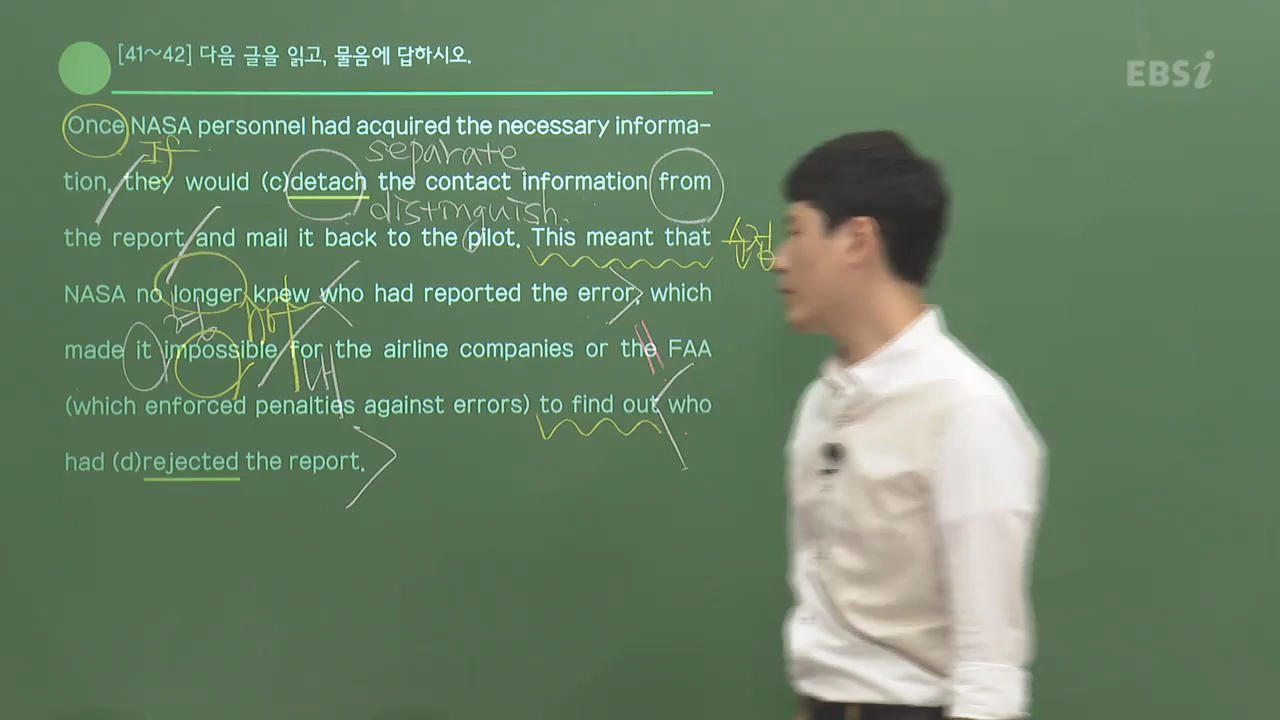 [41~42] 다음 글을 읽고, 물음에 답하시오.
EBSi
Once NASA personnel had acquired the necessary informa-
If
separate
tion, they would (c)detach the contact information from
distinguish.
the report and mail it back to the pilot. This meant that
순접
NASA no longer knew who had reported the error, which
made it impossible for the airline companies or the FAA
(which enforced penalties against errors) to find out who
had (d)rejected the report.